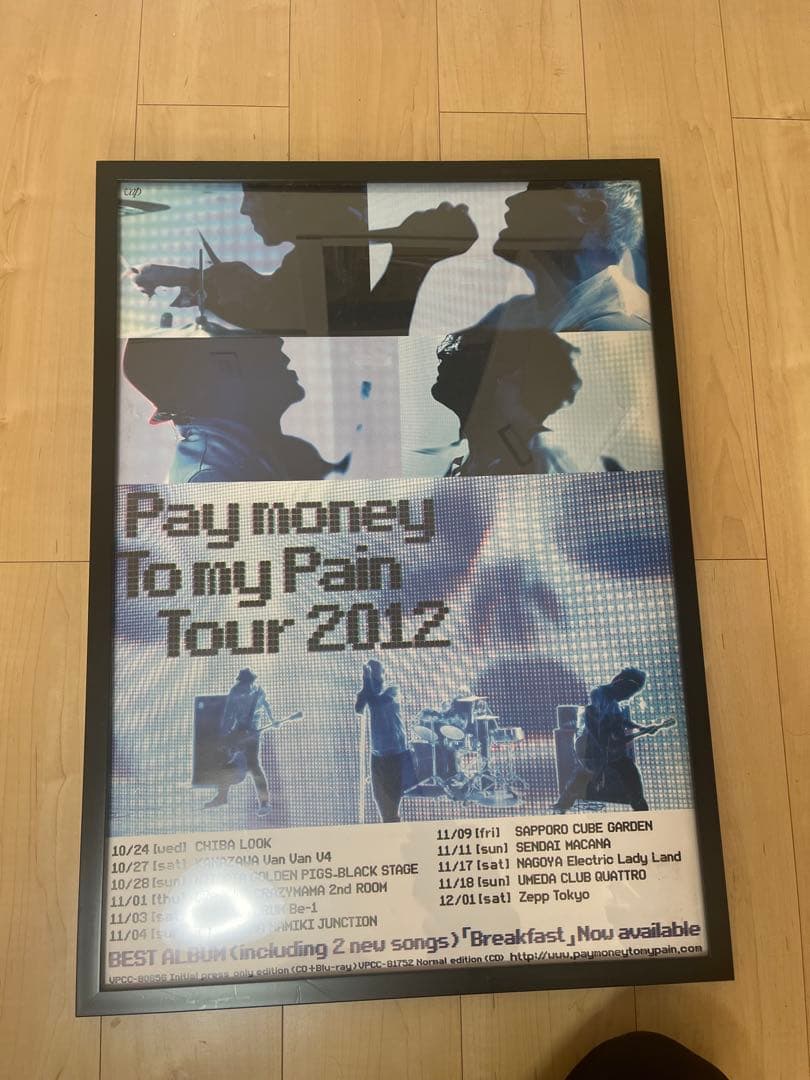 Pay money
To my Pain
Tour 2012
10/24 [wed] CHIBA LOOK
10/27 [sat] KANAZAWA Van Van V4
10/28 [sun] GOLDEN PIGS-BLACK STAGE
11/01 [thu] CRAZYMAMA 2nd ROOM
11/03 Be-1
11/04 NAMIKI JUNCTION
11/09 [fri] SAPPORO CUBE GARDEN
11/11 [sun] SENDAI MACANA
11/17 [sat] NAGOYA Electric Lady Land
11/18 [sun] UMEDA CLUB QUATTRO
12/01 [sat] Zepp Tokyo
BEST ALBUM (including 2 new songs)「Breakfast」Now available
VPCC-80656 Initial press only edition (CD+Blu-ray) VPCC-81752 Normal edition (CD) http://www.paymoneytomypain.com